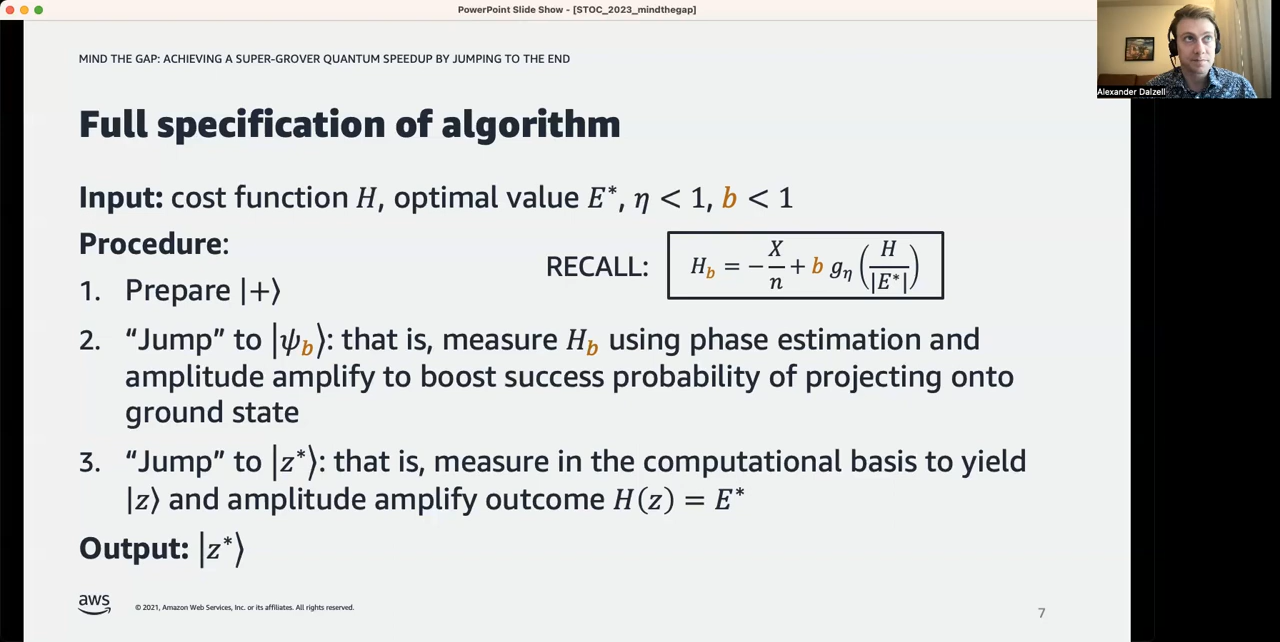 PowerPoint Slide Show - [STOC_2023_mindthegap]
Alexander Dalzell
MIND THE GAP: ACHIEVING A SUPER-GROVER QUANTUM SPEEDUP BY JUMPING TO THE END
Full specification of algorithm
Input: cost function H, optimal value E*, η < 1, b < 1
Procedure:
RECALL: H_b = −X/n + b g_η(H/|E*|)
1. Prepare |+⟩
2. “Jump” to |ψ_b⟩: that is, measure H_b using phase estimation and
amplitude amplify to boost success probability of projecting onto
ground state
3. “Jump” to |z*⟩: that is, measure in the computational basis to yield
|z⟩ and amplitude amplify outcome H(z) = E*
Output: |z*⟩
aws
© 2021, Amazon Web Services, Inc. or its affiliates. All rights reserved.
7